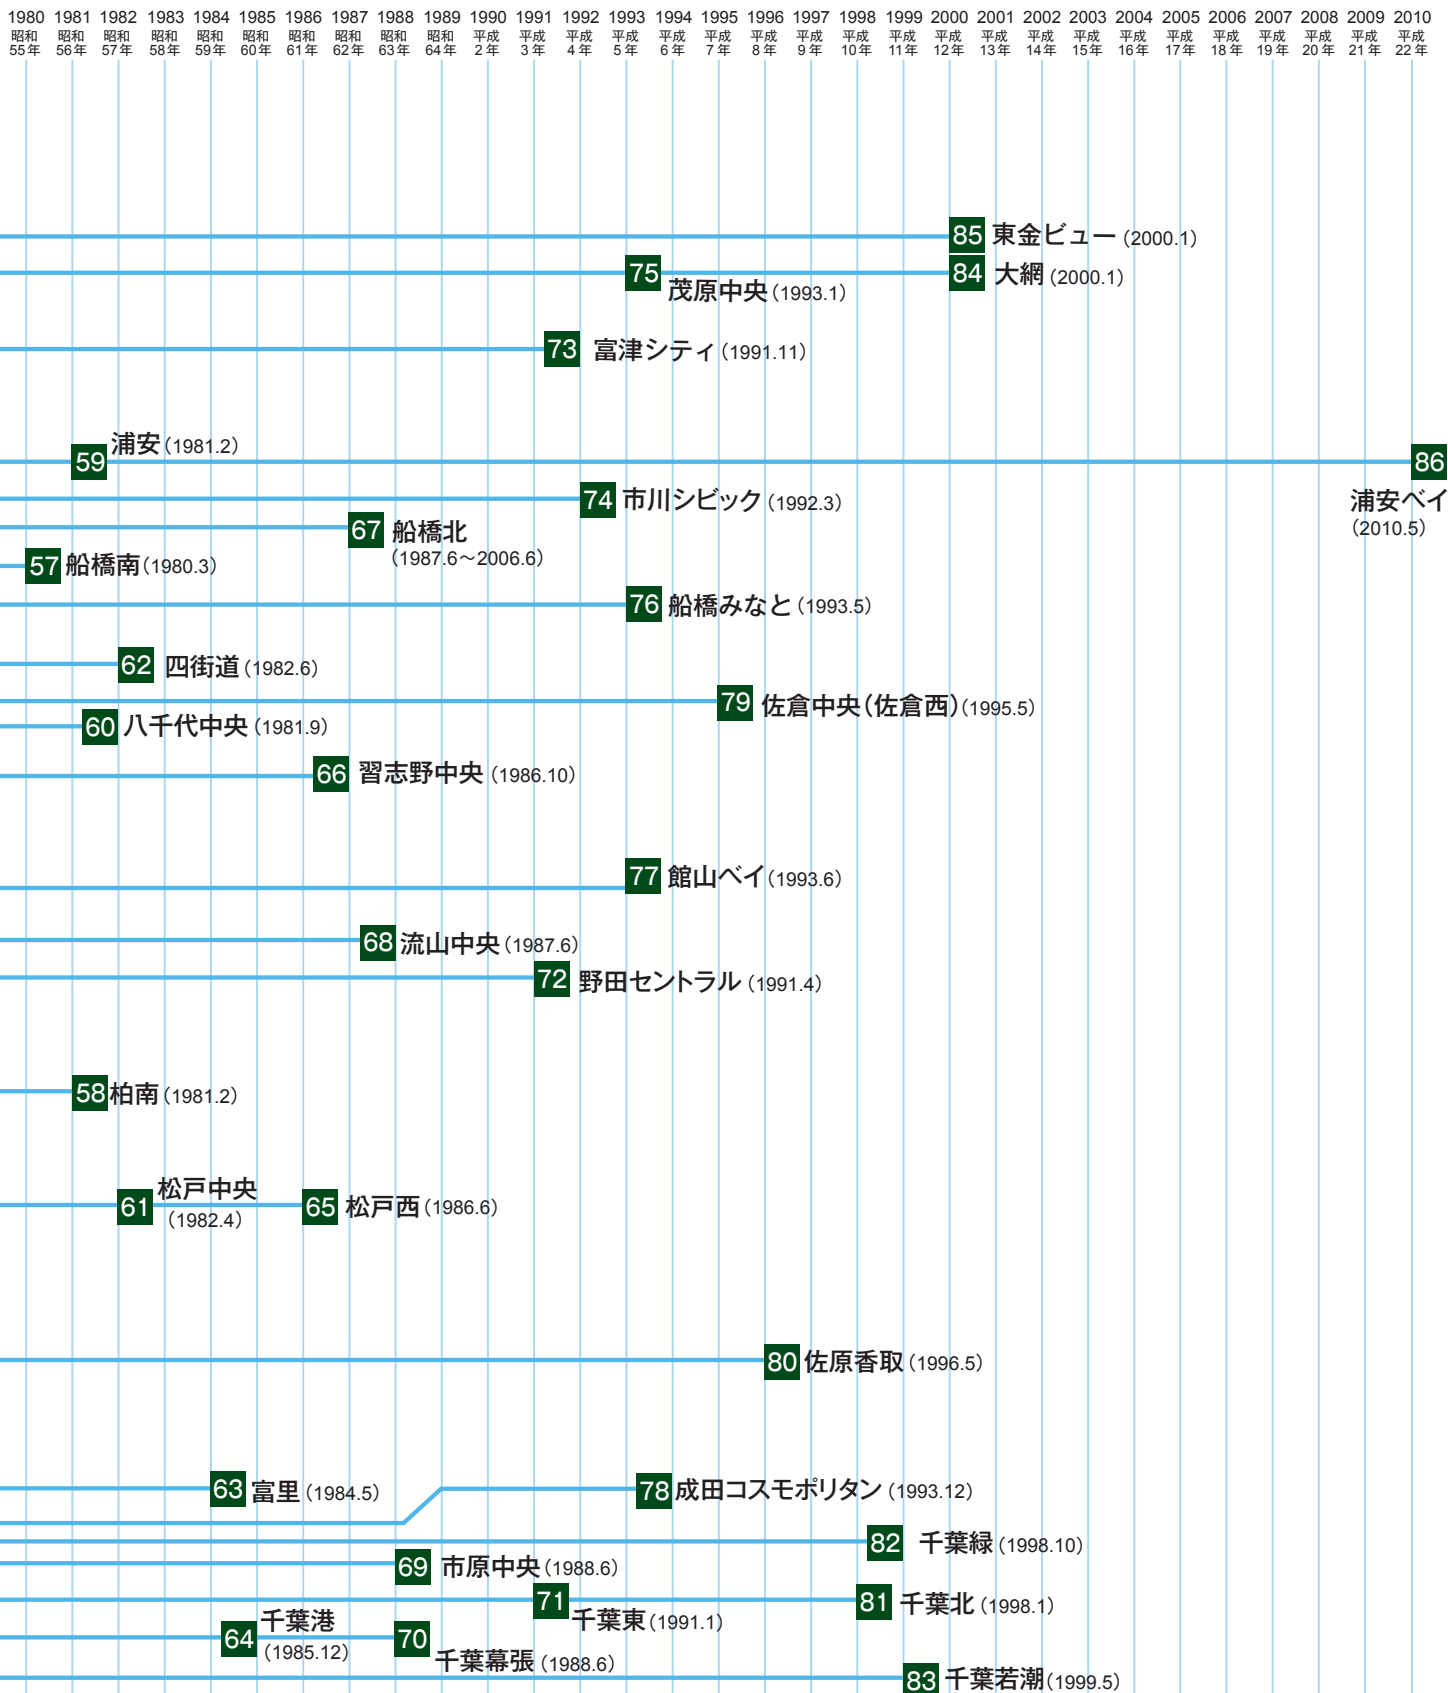 1980 1981 1982 1983 1984 1985 1986 1987 1988 1989 1990 1991 1992 1993 1994 1995 1996 1997 1998 1999 2000 2001 2002 2003 2004 2005 2006 2007 2008 2009 2010
昭和 昭和 昭和 昭和 昭和 昭和 昭和 昭和 昭和 昭和 平成 平成 平成 平成 平成 平成 平成 平成 平成 平成 平成 平成 平成 平成 平成 平成 平成 平成 平成 平成 平成
55年 56年 57年 58年 59年 60年 61年 62年 63年 64年 2年 3年 4年 5年 6年 7年 8年 9年 10年 11年 12年 13年 14年 15年 16年 17年 18年 19年 20年 21年 22年
85 東金ビュー（2000.1）
75 茂原中央（1993.1）
84 大網（2000.1）
73 富津シティ（1991.11）
59 浦安（1981.2）
86
浦安ベイ
（2010.5）
74 市川シビック（1992.3）
67 船橋北
（1987.6〜2006.6）
57 船橋南（1980.3）
76 船橋みなと（1993.5）
62 四街道（1982.6）
79 佐倉中央（佐倉西）（1995.5）
60 八千代中央（1981.9）
66 習志野中央（1986.10）
77 館山ベイ（1993.6）
68 流山中央（1987.6）
72 野田セントラル（1991.4）
58 柏南（1981.2）
61 松戸中央
（1982.4）
65 松戸西（1986.6）
80 佐原香取（1996.5）
63 富里（1984.5）
78 成田コスモポリタン（1993.12）
82 千葉緑（1998.10）
69 市原中央（1988.6）
71 千葉東（1991.1）
81 千葉北（1998.1）
64 千葉港
（1985.12）
70 千葉幕張（1988.6）
83 千葉若潮（1999.5）